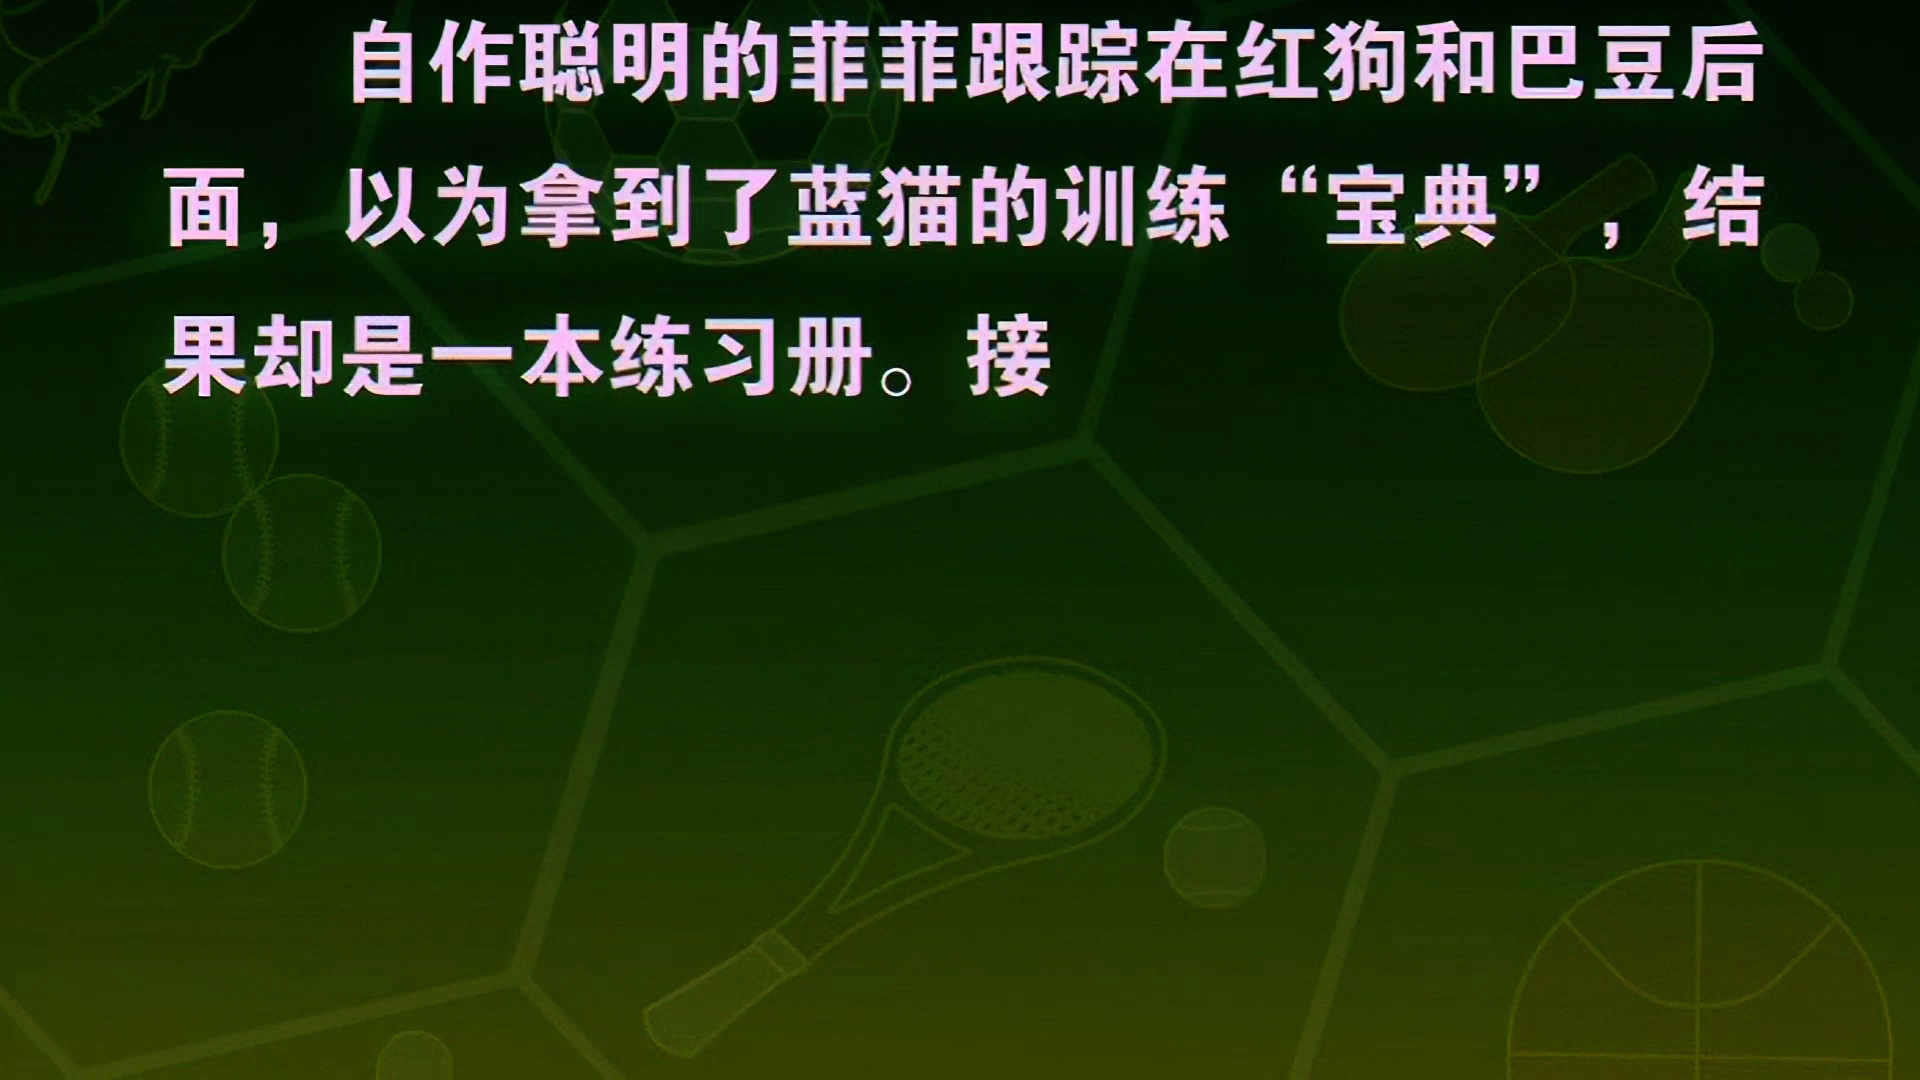 自作聪明的菲菲跟踪在红狗和巴豆后
面，以为拿到了蓝猫的训练“宝典”，结
果却是一本练习册。接